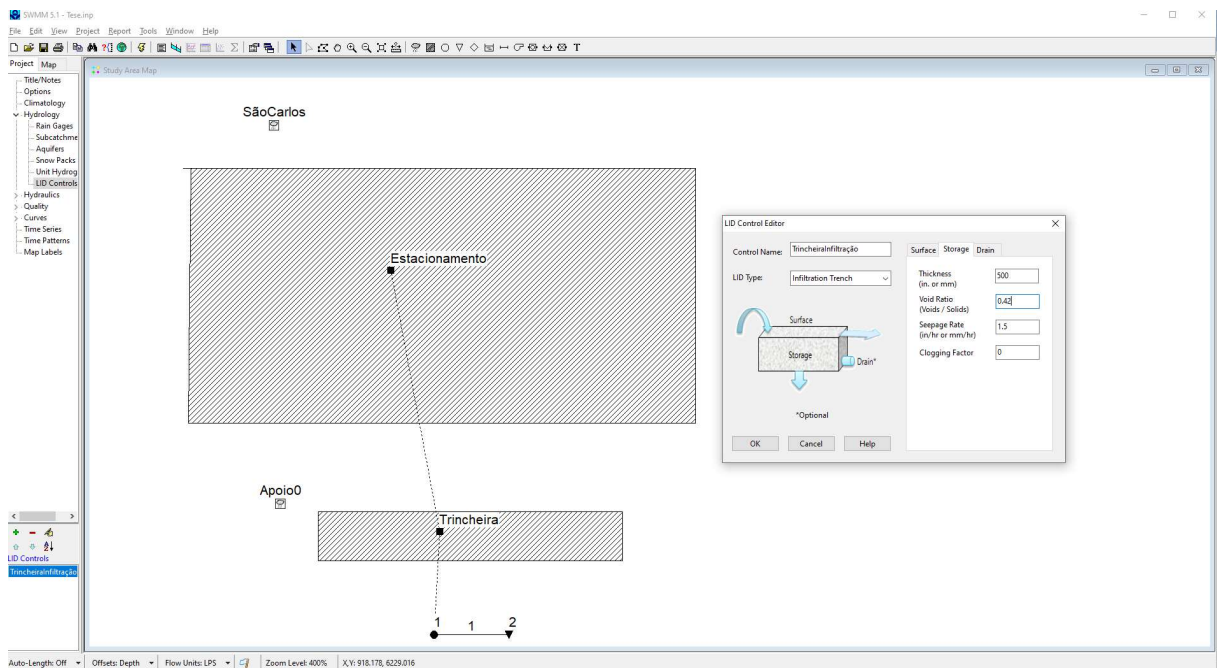 SWMM 5.1 - Tese.inp
File Edit View Project Report Tools Window Help
Project Map
Title/Notes
Options
Climatology
Hydrology
Rain Gages
Subcatchme
Aquifers
Snow Packs
Unit Hydrog
LID Controls
Hydraulics
Quality
Curves
Time Series
Time Patterns
Map Labels
LID Controls
TrincheiraInfiltração
Study Area Map
SãoCarlos
Estacionamento
Apoio0
Trincheira
1 1 2
LID Control Editor
Control Name: TrincheiraInfiltração
LID Type: Infiltration Trench
Surface
Storage
Drain*
*Optional
OK Cancel Help
Surface Storage Drain
Thickness
(in. or mm) 500
Void Ratio
(Voids / Solids) 0.42
Seepage Rate
(in/hr or mm/hr) 1.5
Clogging Factor 0
Auto-Length: Off Offsets: Depth Flow Units: LPS Zoom Level: 400% X,Y: 918.178, 6229.016